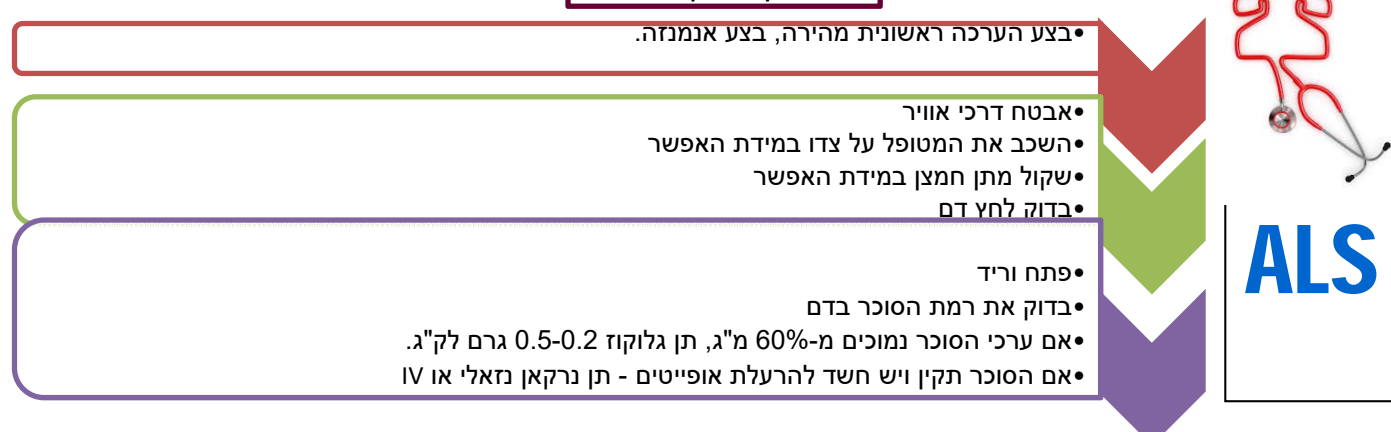 •בצע הערכה ראשונית מהירה, בצע אנמנזה.
•אבטח דרכי אוויר
•השכב את המטופל על צדו במידת האפשר
•שקול מתן חמצן במידת האפשר
•בדוק לחץ דם
ALS
•פתח וריד
•בדוק את רמת הסוכר בדם
•אם ערכי הסוכר נמוכים מ-60% מ"ג, תן גלוקוז 0.5-0.2 גרם לק"ג.
•אם הסוכר תקין ויש חשד להרעלת אופייטים - תן נרקאן נזאלי או IV